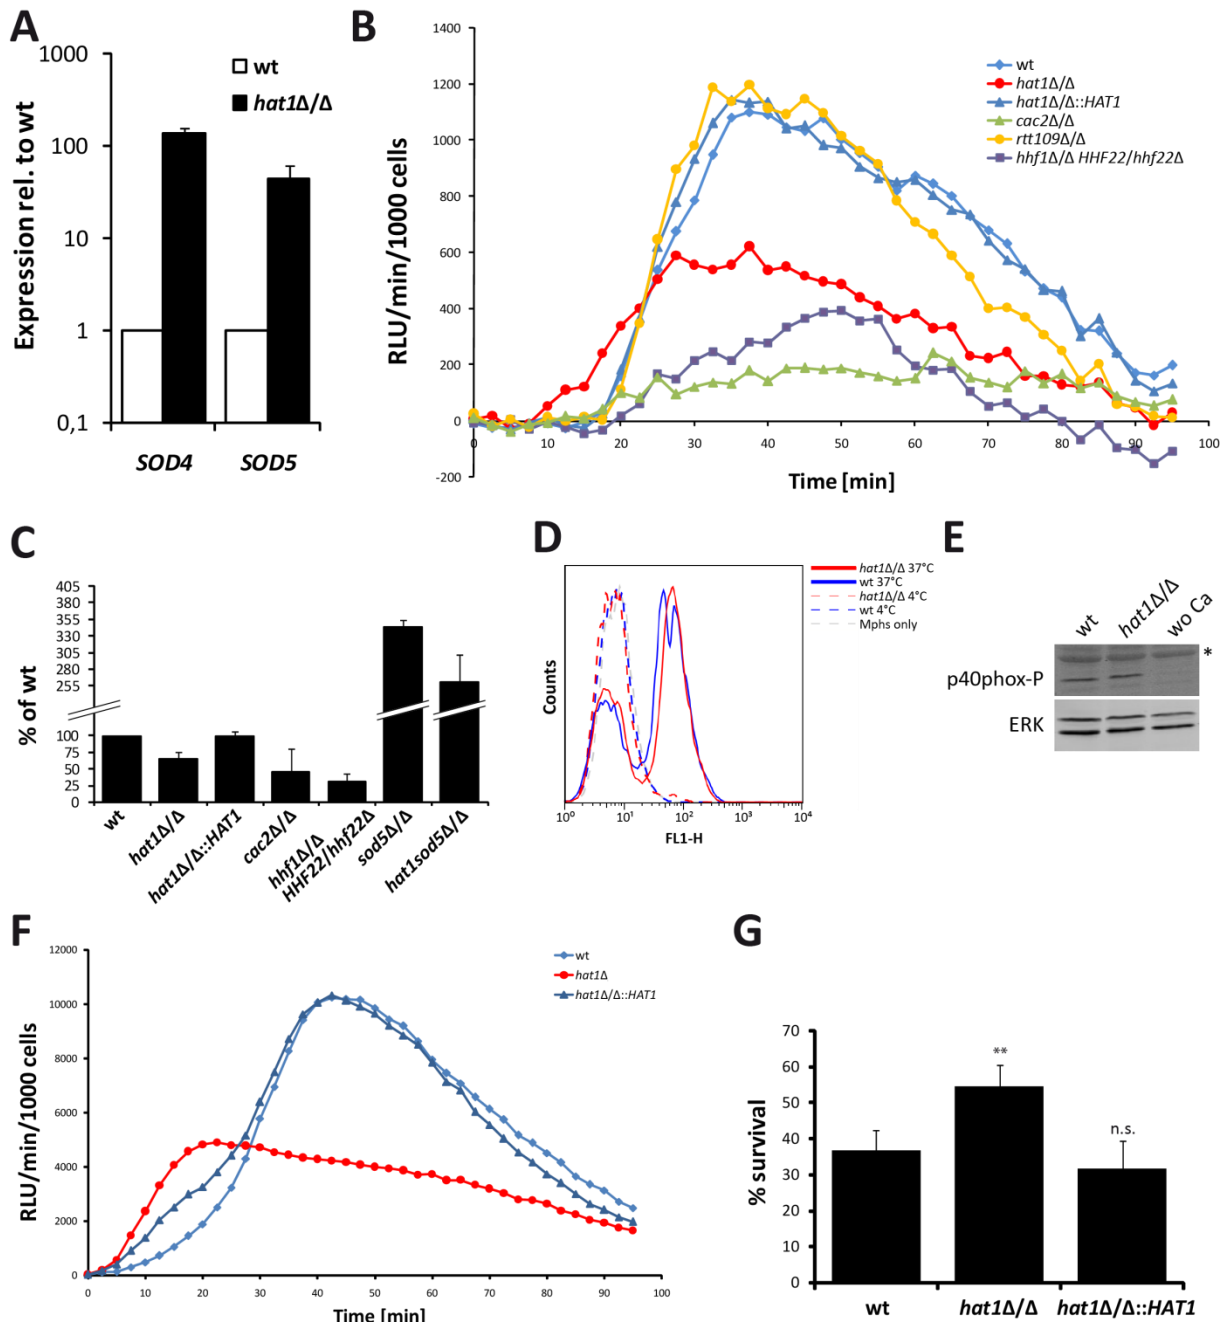 A
Expression rel. to wt
1000
100
10
1
0,1
wt
hat1Δ/Δ
SOD4 SOD5
B
RLU/min/1000 cells
1400
1200
1000
800
600
400
200
0
-200
0 10 20 30 40 50 60 70 80 90 100
Time [min]
wt
hat1Δ/Δ
hat1Δ/Δ::HAT1
cac2Δ/Δ
rtt109Δ/Δ
hhf1Δ/Δ HHF22/hhf22Δ
C
% of wt
405
380
355
330
305
280
255
100
75
50
25
0
wt
hat1Δ/Δ
hat1Δ/Δ::HAT1
cac2Δ/Δ
hhf1Δ/Δ
HHF22/hhf22Δ
sod5Δ/Δ
hat1sod5Δ/Δ
D
Counts
10⁰ 10¹ 10² 10³ 10⁴
FL1-H
hat1Δ/Δ 37°C
wt 37°C
hat1Δ/Δ 4°C
wt 4°C
Mphs only
E
wt hat1Δ/Δ wo Ca
p40phox-P *
ERK
F
RLU/min/1000 cells
12000
10000
8000
6000
4000
2000
0
0 10 20 30 40 50 60 70 80 90 100
Time [min]
wt
hat1Δ
hat1Δ/Δ::HAT1
G
% survival
70
60
50
40
30
20
10
0
**
n.s.
wt hat1Δ/Δ hat1Δ/Δ::HAT1